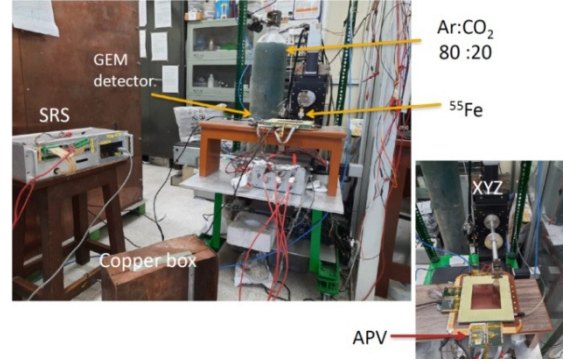 Ar:CO2
80 :20
GEM
detector.
SRS
55Fe
XYZ
Copper box
APV